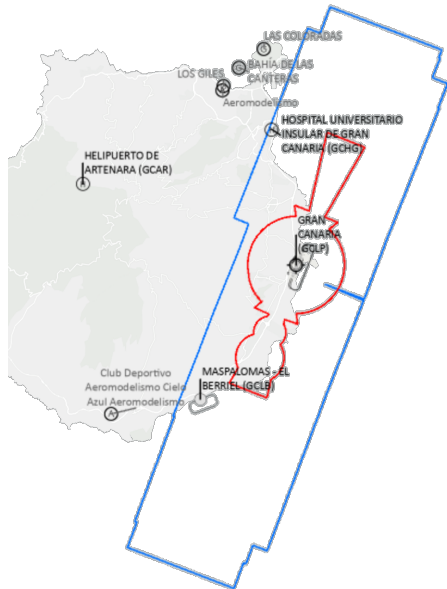 LAS COLORADAS
BAHÍA DE LAS
CANTERAS
LOS GILES
Aeromodelismo
HOSPITAL UNIVERSITARIO
INSULAR DE GRAN
CANARIA (GCHG)
HELIPUERTO DE
ARTENARA (GCAR)
GRAN
CANARIA
(GCLP)
MASPALOMAS - EL
BERRIEL (GCLB)
Club Deportivo
Aeromodelismo Cielo
Azul Aeromodelismo
A